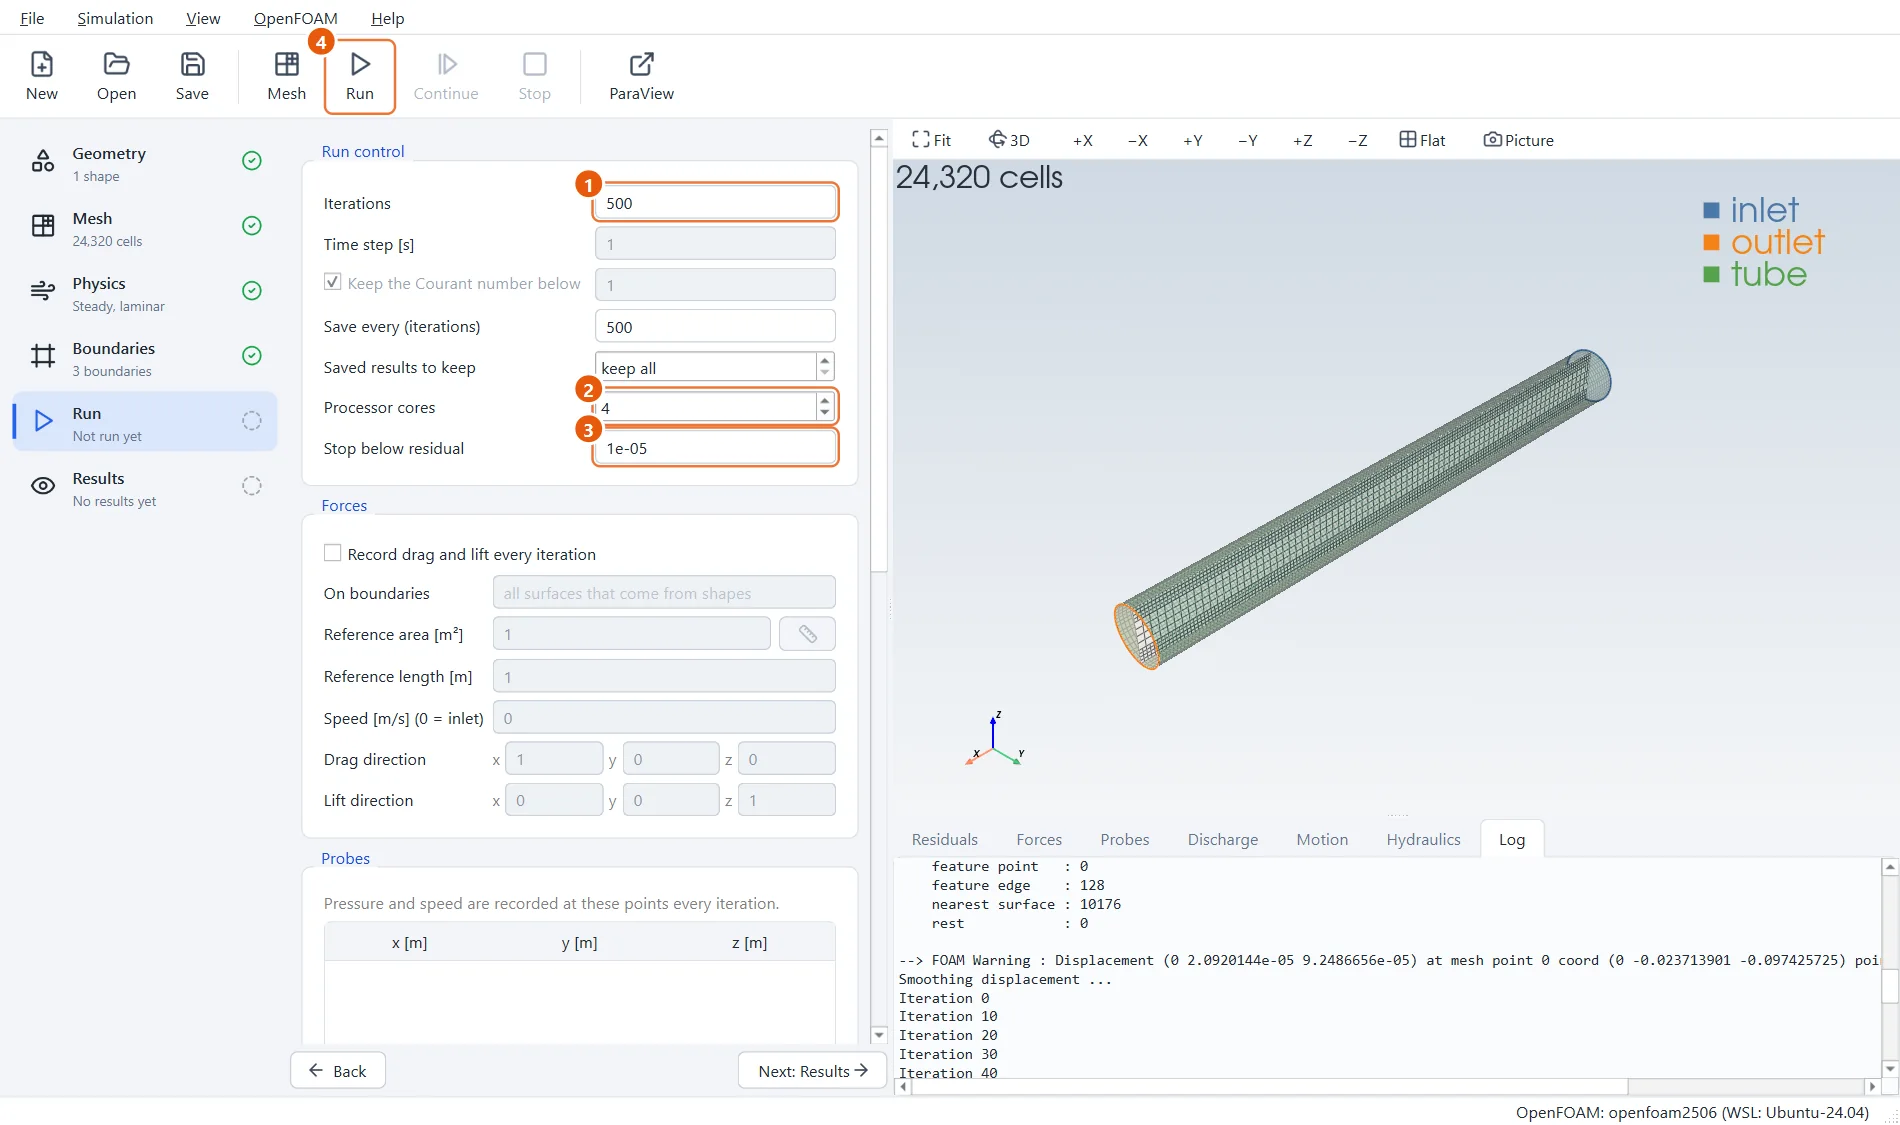 File Simulation View OpenFOAM Help
4
New Open Save Mesh Run Continue Stop ParaView
Geometry
1 shape
Mesh
24,320 cells
Physics
Steady, laminar
Boundaries
3 boundaries
Run
Not run yet
Results
No results yet
Run control
1
Iterations 500
Time step [s] 1
Keep the Courant number below 1
Save every (iterations) 500
Saved results to keep keep all
2
Processor cores 4
3
Stop below residual 1e-05
Forces
Record drag and lift every iteration
On boundaries all surfaces that come from shapes
Reference area [m²] 1
Reference length [m] 1
Speed [m/s] (0 = inlet) 0
Drag direction x 1 y 0 z 0
Lift direction x 0 y 0 z 1
Probes
Pressure and speed are recorded at these points every iteration.
x [m] y [m] z [m]
Back Next: Results
Fit 3D +X −X +Y −Y +Z −Z Flat Picture
24,320 cells
inlet
outlet
tube
z
x
Y
Residuals Forces Probes Discharge Motion Hydraulics Log
feature point : 0
feature edge : 128
nearest surface : 10176
rest : 0
--> FOAM Warning : Displacement (0 2.0920144e-05 9.2486656e-05) at mesh point 0 coord (0 -0.023713901 -0.097425725) poi
Smoothing displacement ...
Iteration 0
Iteration 10
Iteration 20
Iteration 30
Iteration 40
OpenFOAM: openfoam2506 (WSL: Ubuntu-24.04)